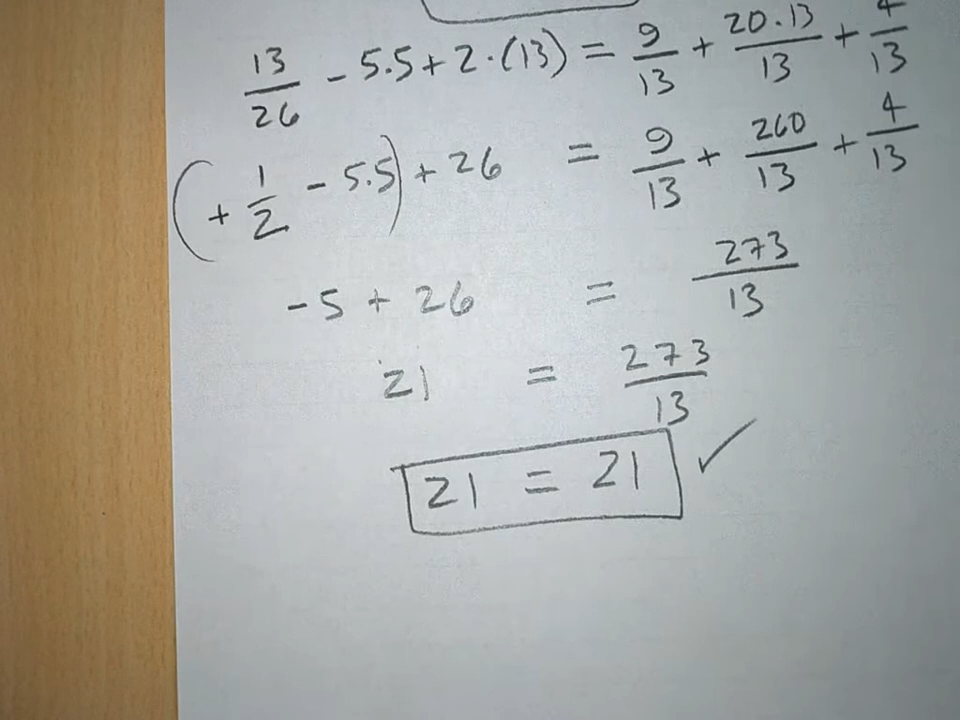 13/26 - 5.5 + 2·(13) = 9/13 + 20·13/13 + 4/13
(+ 1/2 - 5.5) + 26 = 9/13 + 260/13 + 4/13
-5 + 26 = 273/13
21 = 273/13
21 = 21 ✓